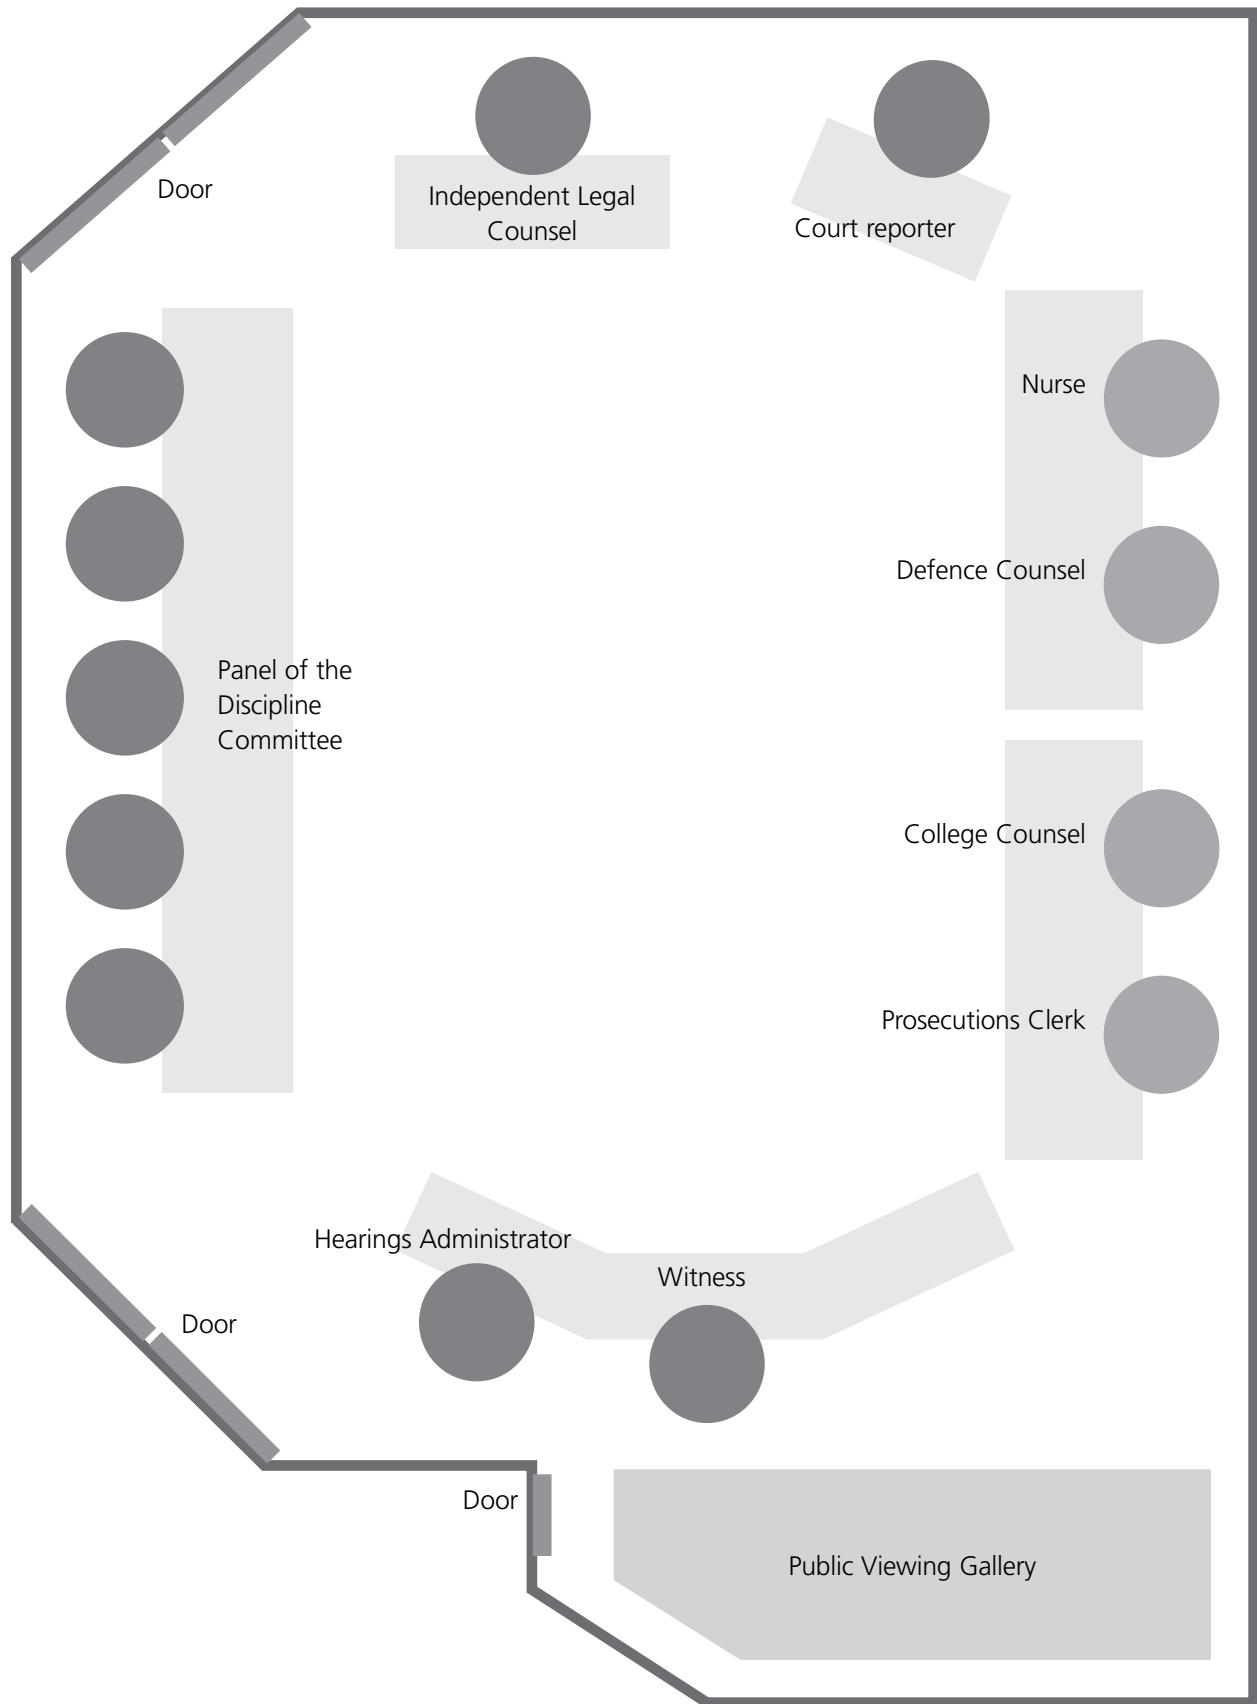 Door
Independent Legal
Counsel
Court reporter
Nurse
Defence Counsel
Panel of the
Discipline
Committee
College Counsel
Prosecutions Clerk
Hearings Administrator
Witness
Door
Door
Public Viewing Gallery